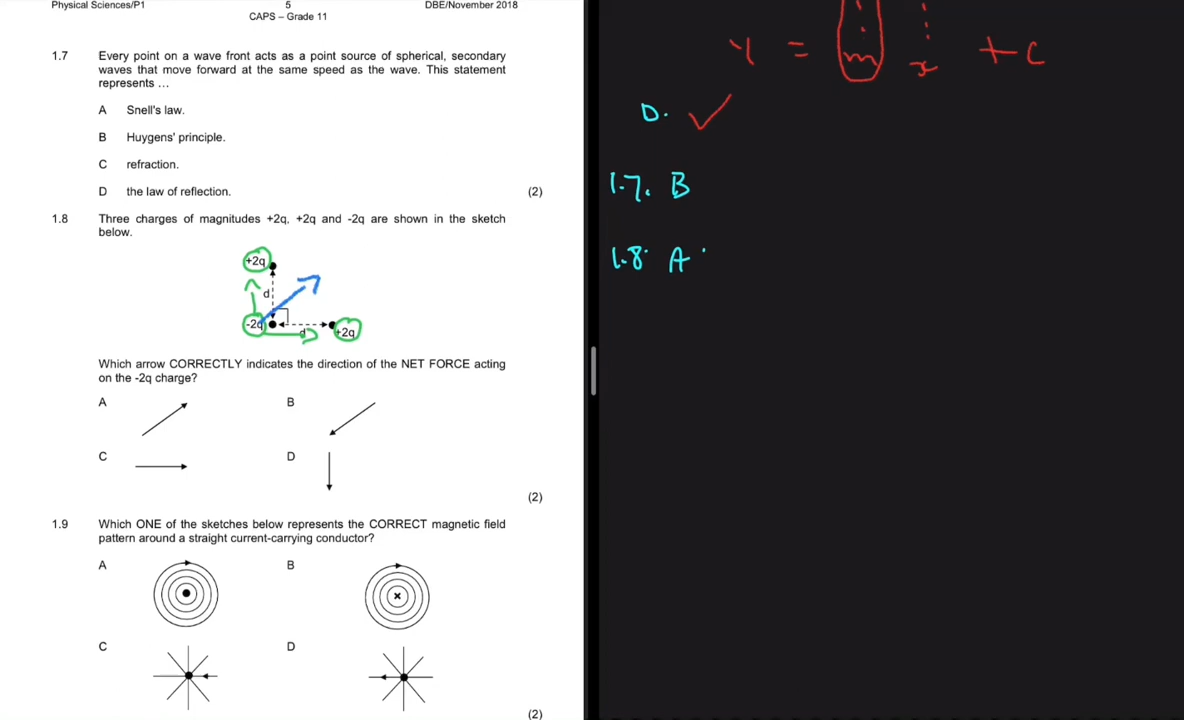 Physical Sciences/P1 5 DBE/November 2018
CAPS – Grade 11
1.7 Every point on a wave front acts as a point source of spherical, secondary
waves that move forward at the same speed as the wave. This statement
represents …
A Snell's law.
B Huygens' principle.
C refraction.
D the law of reflection. (2)
1.8 Three charges of magnitudes +2q, +2q and -2q are shown in the sketch
below.
+2q
d
-2q d +2q
Which arrow CORRECTLY indicates the direction of the NET FORCE acting
on the -2q charge?
A B
C D
(2)
1.9 Which ONE of the sketches below represents the CORRECT magnetic field
pattern around a straight current-carrying conductor?
A B
C D
(2)
y = m x + c
D. ✓
1.7. B
1.8. A